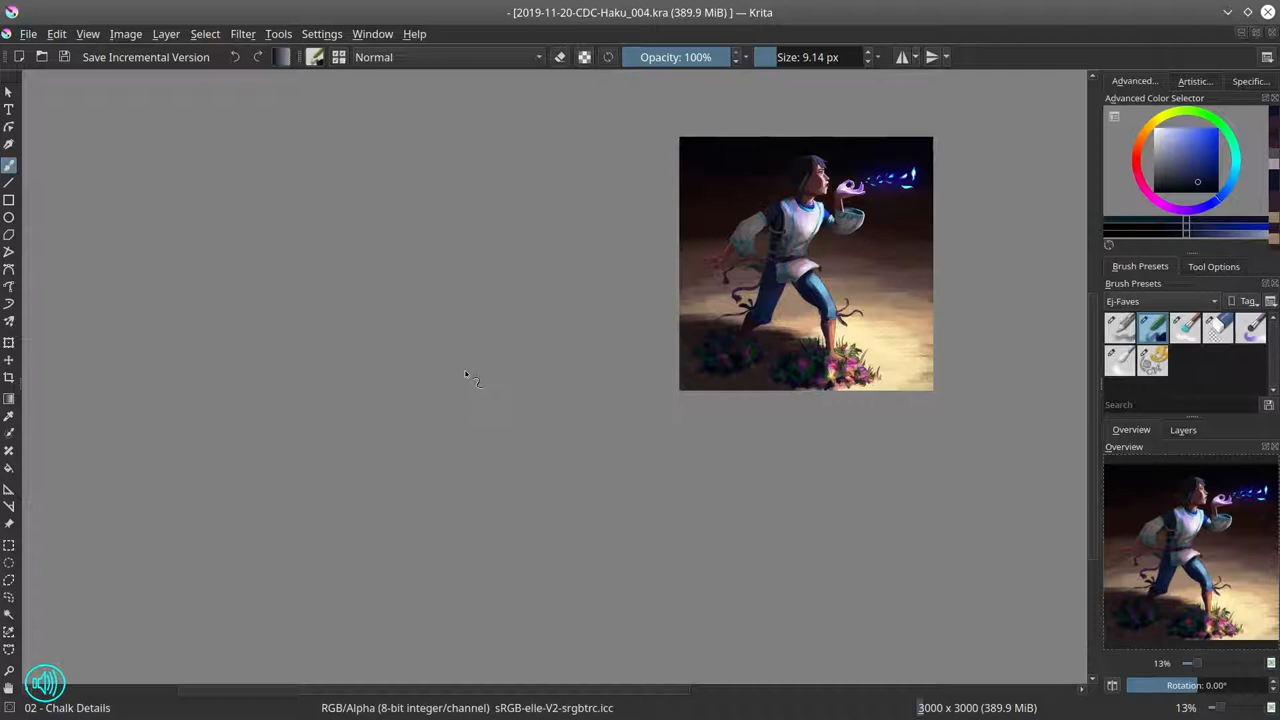 - [2019-11-20-CDC-Haku_004.kra (389.9 MiB) ] — Krita
File Edit View Image Layer Select Filter Tools Settings Window Help
Save Incremental Version Normal Opacity: 100% Size: 9.14 px
Advanced... Artistic... Specific...
Advanced Color Selector
Brush Presets Tool Options
Brush Presets
Ej-Faves Tag
Search
Overview Layers
Overview
13%
Rotation: 0.00°
02 - Chalk Details RGB/Alpha (8-bit integer/channel) sRGB-elle-V2-srgbtrc.icc 3000 x 3000 (389.9 MiB) 13%